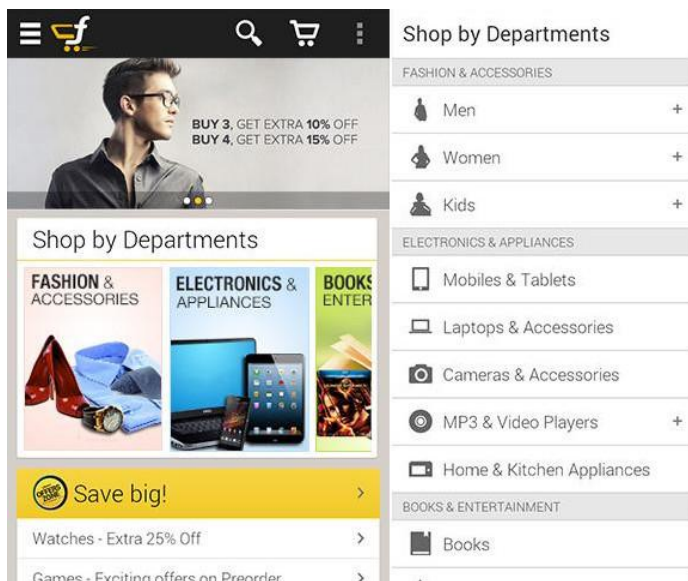 BUY 3, GET EXTRA 10% OFF
BUY 4, GET EXTRA 15% OFF
Shop by Departments
FASHION &
ACCESSORIES
ELECTRONICS &
APPLIANCES
BOOKS
ENTER
OFFERS
ZONE
Save big!
Watches - Extra 25% Off
Games - Exciting offers on Preorder
Shop by Departments
FASHION & ACCESSORIES
Men
Women
Kids
ELECTRONICS & APPLIANCES
Mobiles & Tablets
Laptops & Accessories
Cameras & Accessories
MP3 & Video Players
Home & Kitchen Appliances
BOOKS & ENTERTAINMENT
Books